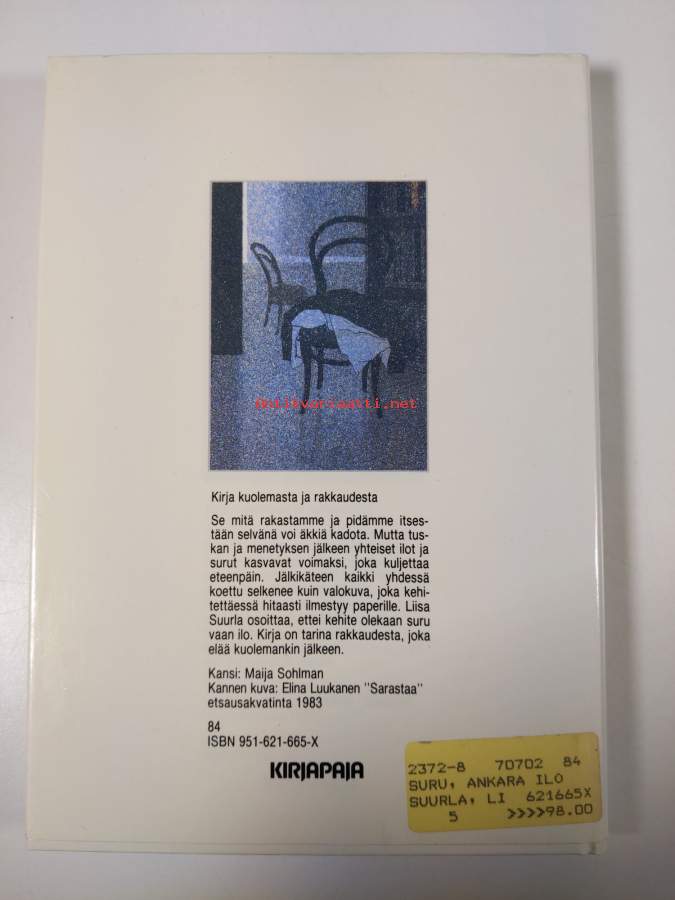 Antikvariaatti.net
Kirja kuolemasta ja rakkaudesta
Se mitä rakastamme ja pidämme itses-
tään selvänä voi äkkiä kadota. Mutta tus-
kan ja menetyksen jälkeen yhteiset ilot ja
surut kasvavat voimaksi, joka kuljettaa
eteenpäin. Jälkikäteen kaikki yhdessä
koettu selkenee kuin valokuva, joka kehi-
tettäessä hitaasti ilmestyy paperille. Liisa
Suurla osoittaa, ettei kehite olekaan suru
vaan ilo. Kirja on tarina rakkaudesta, joka
elää kuolemankin jälkeen.
Kansi: Maija Sohlman
Kannen kuva: Elina Luukanen "Sarastaa"
etsausakvatinta 1983
84
ISBN 951-621-665-X
KIRJAPAJA
2372-8 70702 84
SURU, ANKARA ILO
SUURLA, LI 621665X
5 >>>>98.00